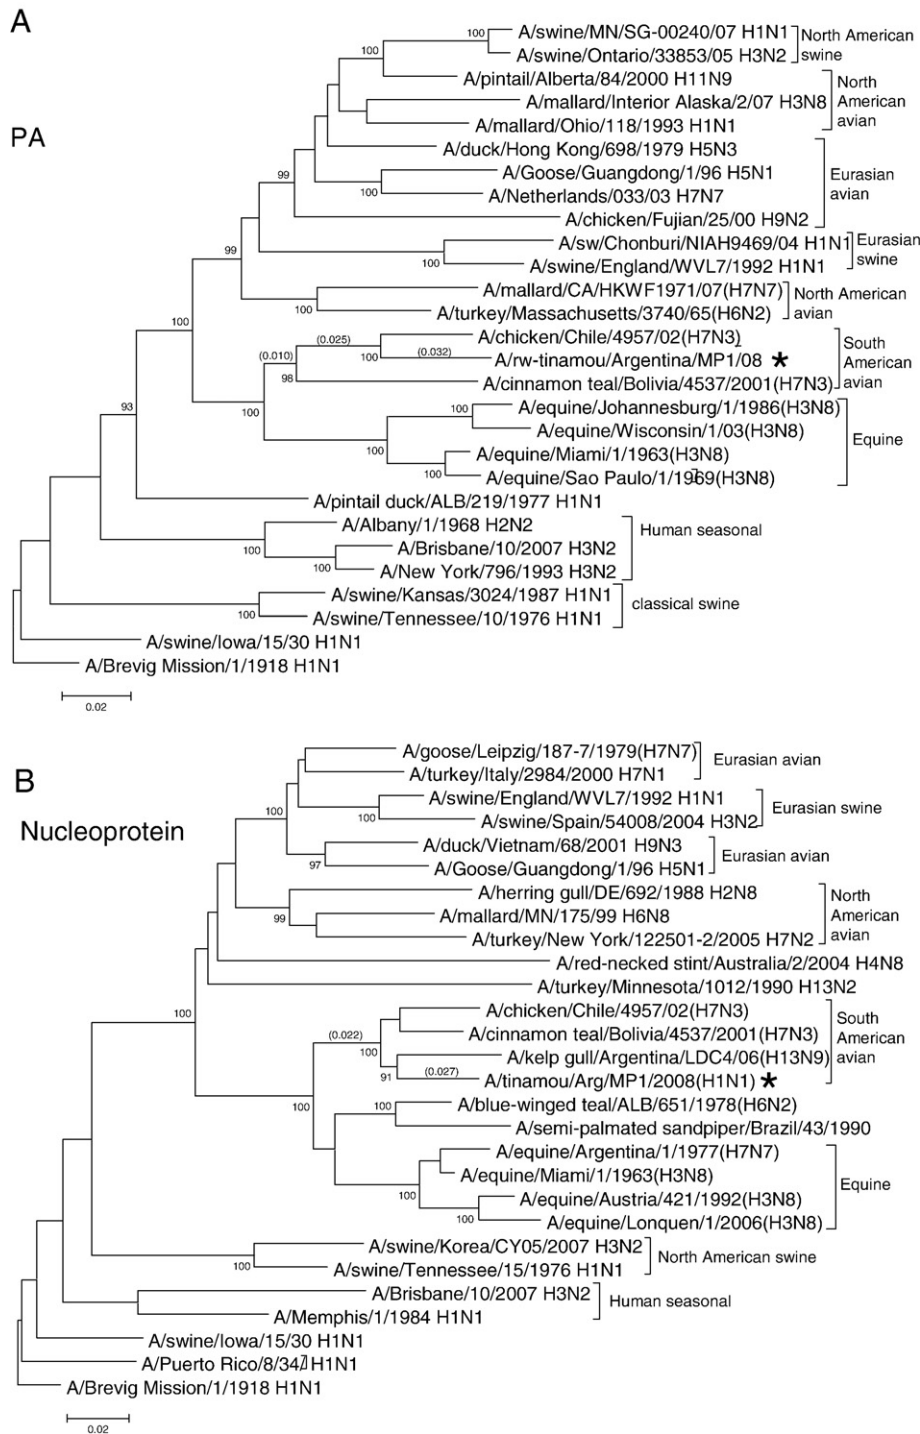 A
PA
100
A/swine/MN/SG-00240/07 H1N1
A/swine/Ontario/33853/05 H3N2
North American
swine
100
A/pintail/Alberta/84/2000 H11N9
A/mallard/Interior Alaska/2/07 H3N8
A/mallard/Ohio/118/1993 H1N1
North
American
avian
A/duck/Hong Kong/698/1979 H5N3
99
A/Goose/Guangdong/1/96 H5N1
100
A/Netherlands/033/03 H7N7
A/chicken/Fujian/25/00 H9N2
Eurasian
avian
99
A/sw/Chonburi/NIAH9469/04 H1N1
100
A/swine/England/WVL7/1992 H1N1
Eurasian
swine
A/mallard/CA/HKWF1971/07(H7N7)
100
A/turkey/Massachusetts/3740/65(H6N2)
North American
avian
100
(0.025)
A/chicken/Chile/4957/02(H7N3)
(0.010)
100
(0.032)
A/rw-tinamou/Argentina/MP1/08 *
98
A/cinnamon teal/Bolivia/4537/2001(H7N3)
South
American
avian
93
100
A/equine/Johannesburg/1/1986(H3N8)
100
A/equine/Wisconsin/1/03(H3N8)
100
A/equine/Miami/1/1963(H3N8)
100
A/equine/Sao Paulo/1/1969(H3N8)
Equine
A/pintail duck/ALB/219/1977 H1N1
A/Albany/1/1968 H2N2
100
A/Brisbane/10/2007 H3N2
100
A/New York/796/1993 H3N2
Human seasonal
A/swine/Kansas/3024/1987 H1N1
100
A/swine/Tennessee/10/1976 H1N1
classical swine
A/swine/Iowa/15/30 H1N1
A/Brevig Mission/1/1918 H1N1
0.02
B
Nucleoprotein
A/goose/Leipzig/187-7/1979(H7N7)
A/turkey/Italy/2984/2000 H7N1
Eurasian avian
100
A/swine/England/WVL7/1992 H1N1
100
A/swine/Spain/54008/2004 H3N2
Eurasian swine
A/duck/Vietnam/68/2001 H9N3
97
A/Goose/Guangdong/1/96 H5N1
Eurasian avian
A/herring gull/DE/692/1988 H2N8
99
A/mallard/MN/175/99 H6N8
A/turkey/New York/122501-2/2005 H7N2
North
American
avian
A/red-necked stint/Australia/2/2004 H4N8
A/turkey/Minnesota/1012/1990 H13N2
100
A/chicken/Chile/4957/02(H7N3)
(0.022)
A/cinnamon teal/Bolivia/4537/2001(H7N3)
100
A/kelp gull/Argentina/LDC4/06(H13N9)
91
(0.027)
A/tinamou/Arg/MP1/2008(H1N1) *
South
American
avian
100
100
A/blue-winged teal/ALB/651/1978(H6N2)
A/semi-palmated sandpiper/Brazil/43/1990
A/equine/Argentina/1/1977(H7N7)
A/equine/Miami/1/1963(H3N8)
100
A/equine/Austria/421/1992(H3N8)
100
A/equine/Lonquen/1/2006(H3N8)
Equine
A/swine/Korea/CY05/2007 H3N2
100
A/swine/Tennessee/15/1976 H1N1
North American swine
A/Brisbane/10/2007 H3N2
A/Memphis/1/1984 H1N1
Human seasonal
A/swine/Iowa/15/30 H1N1
A/Puerto Rico/8/34/ H1N1
A/Brevig Mission/1/1918 H1N1
0.02